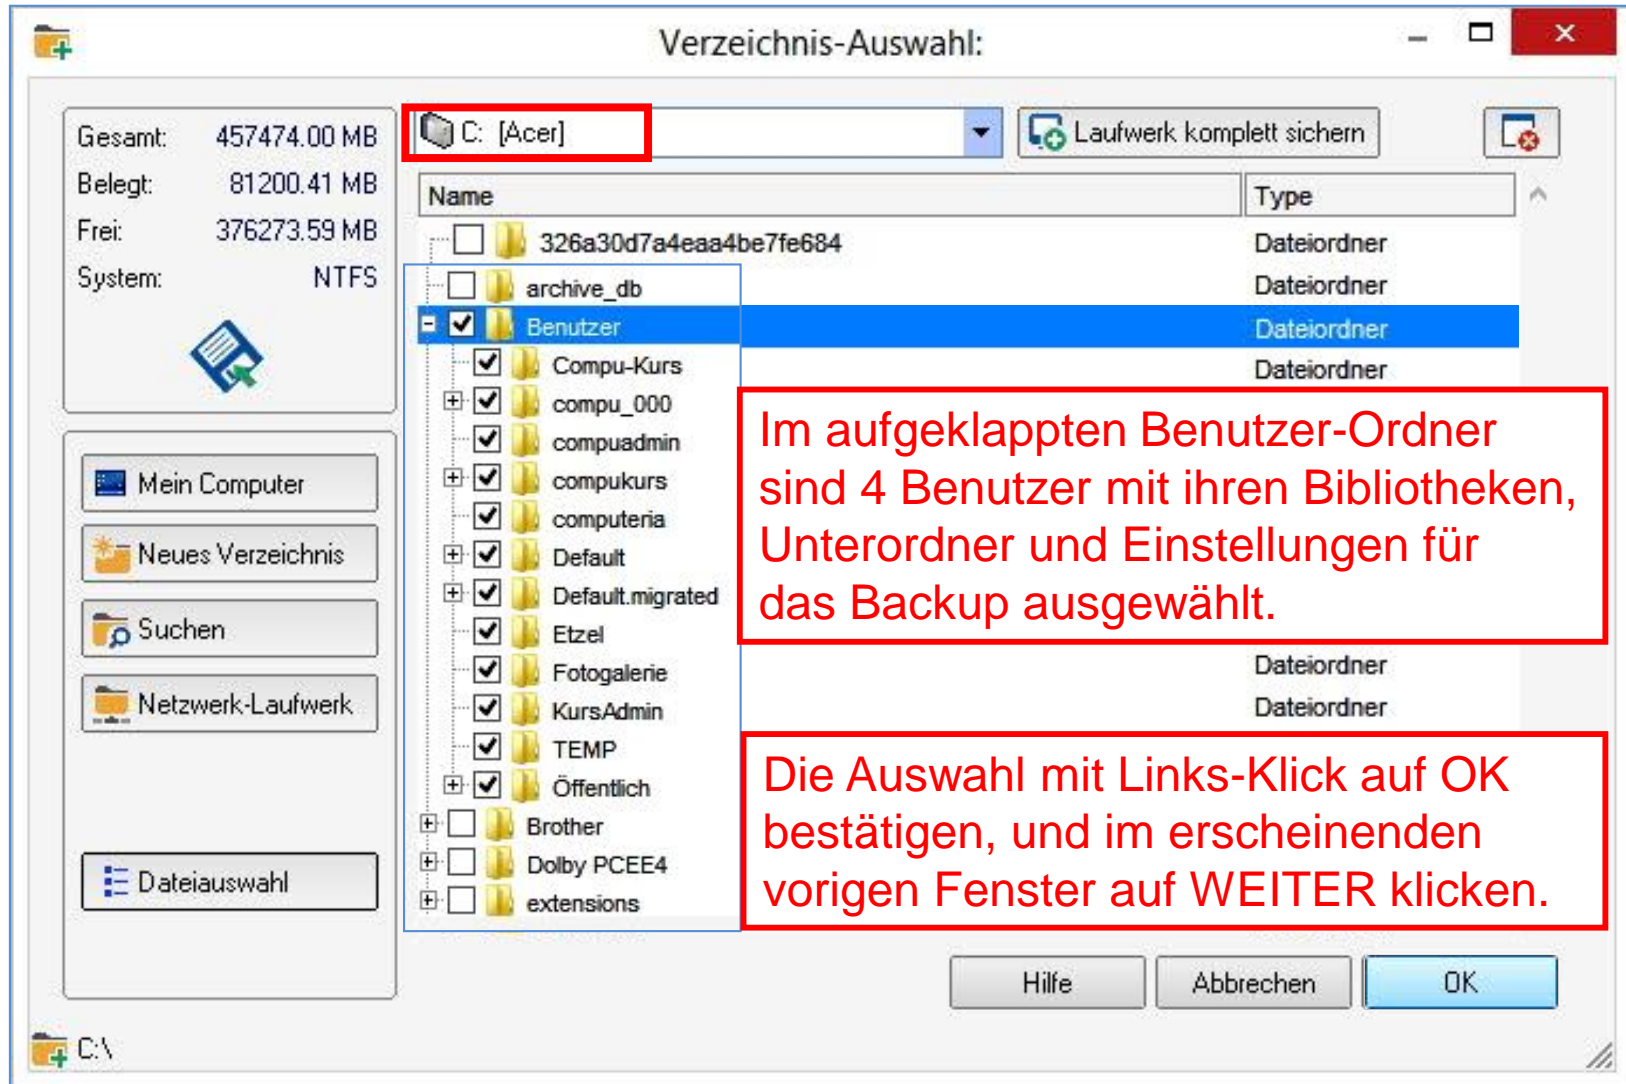 Verzeichnis-Auswahl:
Gesamt: 457474.00 MB
Belegt: 81200.41 MB
Frei: 376273.59 MB
System: NTFS
C: [Acer]
Laufwerk komplett sichern
Name Type
326a30d7a4eaa4be7fe684 Dateiordner
archive_db Dateiordner
Benutzer Dateiordner
Compu-Kurs Dateiordner
compu_000
compuadmin
compukurs
computeria
Default
Default.migrated
Etzel
Fotogalerie Dateiordner
KursAdmin Dateiordner
TEMP
Öffentlich
Brother
Dolby PCEE4
extensions
Im aufgeklappten Benutzer-Ordner
sind 4 Benutzer mit ihren Bibliotheken,
Unterordner und Einstellungen für
das Backup ausgewählt.
Die Auswahl mit Links-Klick auf OK
bestätigen, und im erscheinenden
vorigen Fenster auf WEITER klicken.
Mein Computer
Neues Verzeichnis
Suchen
Netzwerk-Laufwerk
Dateiauswahl
Hilfe Abbrechen OK
C:\